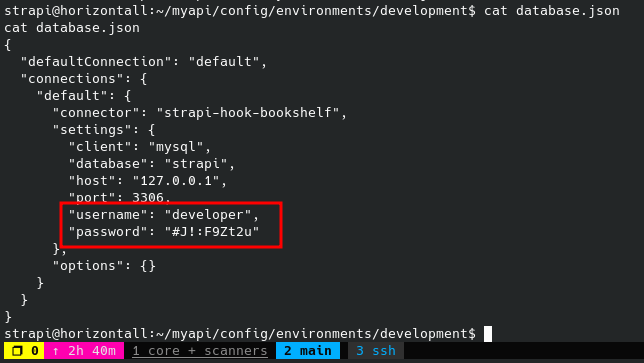 strapi@horizontall:~/myapi/config/environments/development$ cat database.json
cat database.json
{
  "defaultConnection": "default",
  "connections": {
    "default": {
      "connector": "strapi-hook-bookshelf",
      "settings": {
        "client": "mysql",
        "database": "strapi",
        "host": "127.0.0.1",
        "port": 3306,
        "username": "developer",
        "password": "#J!:F9Zt2u"
      },
      "options": {}
    }
  }
}
strapi@horizontall:~/myapi/config/environments/development$
0 ↑ 2h 40m 1 core + scanners 2 main 3 ssh